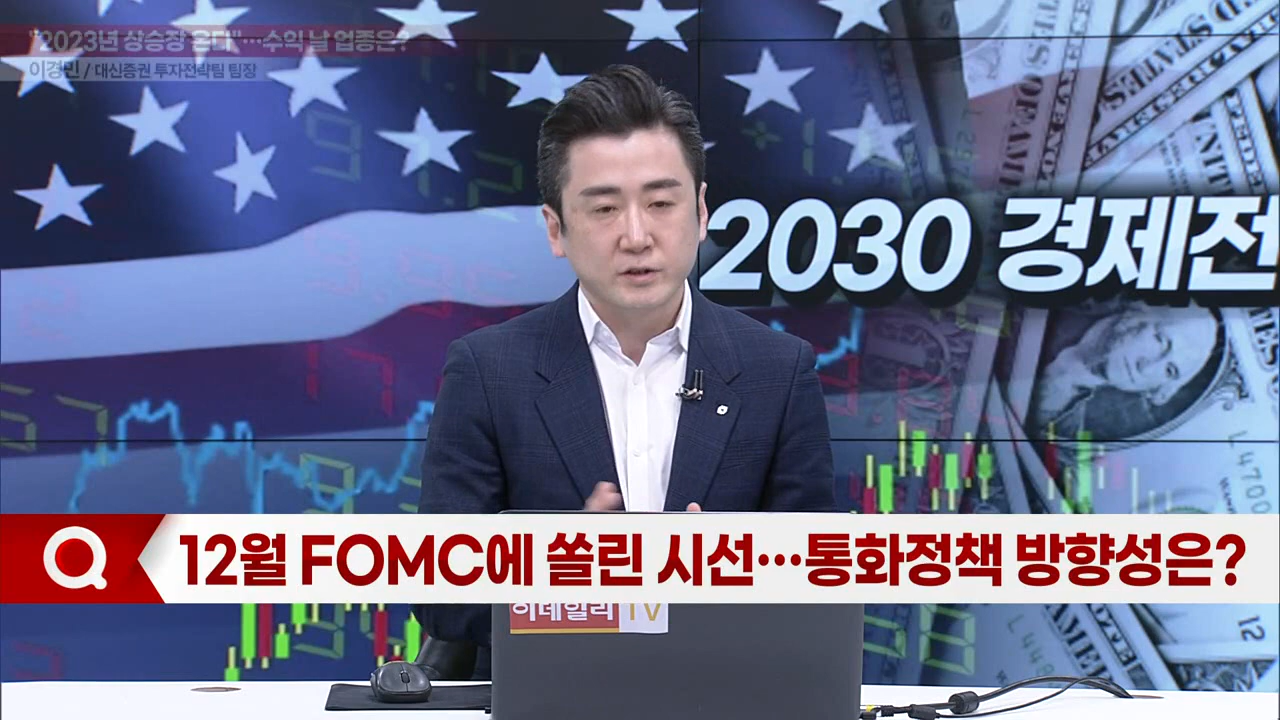 "2023년 상승장 온다"…수익 날 업종은?
이경민 / 대신증권 투자전략팀 팀장
2030 경제전
12월 FOMC에 쏠린 시선…통화정책 방향성은?
이데일리 TV